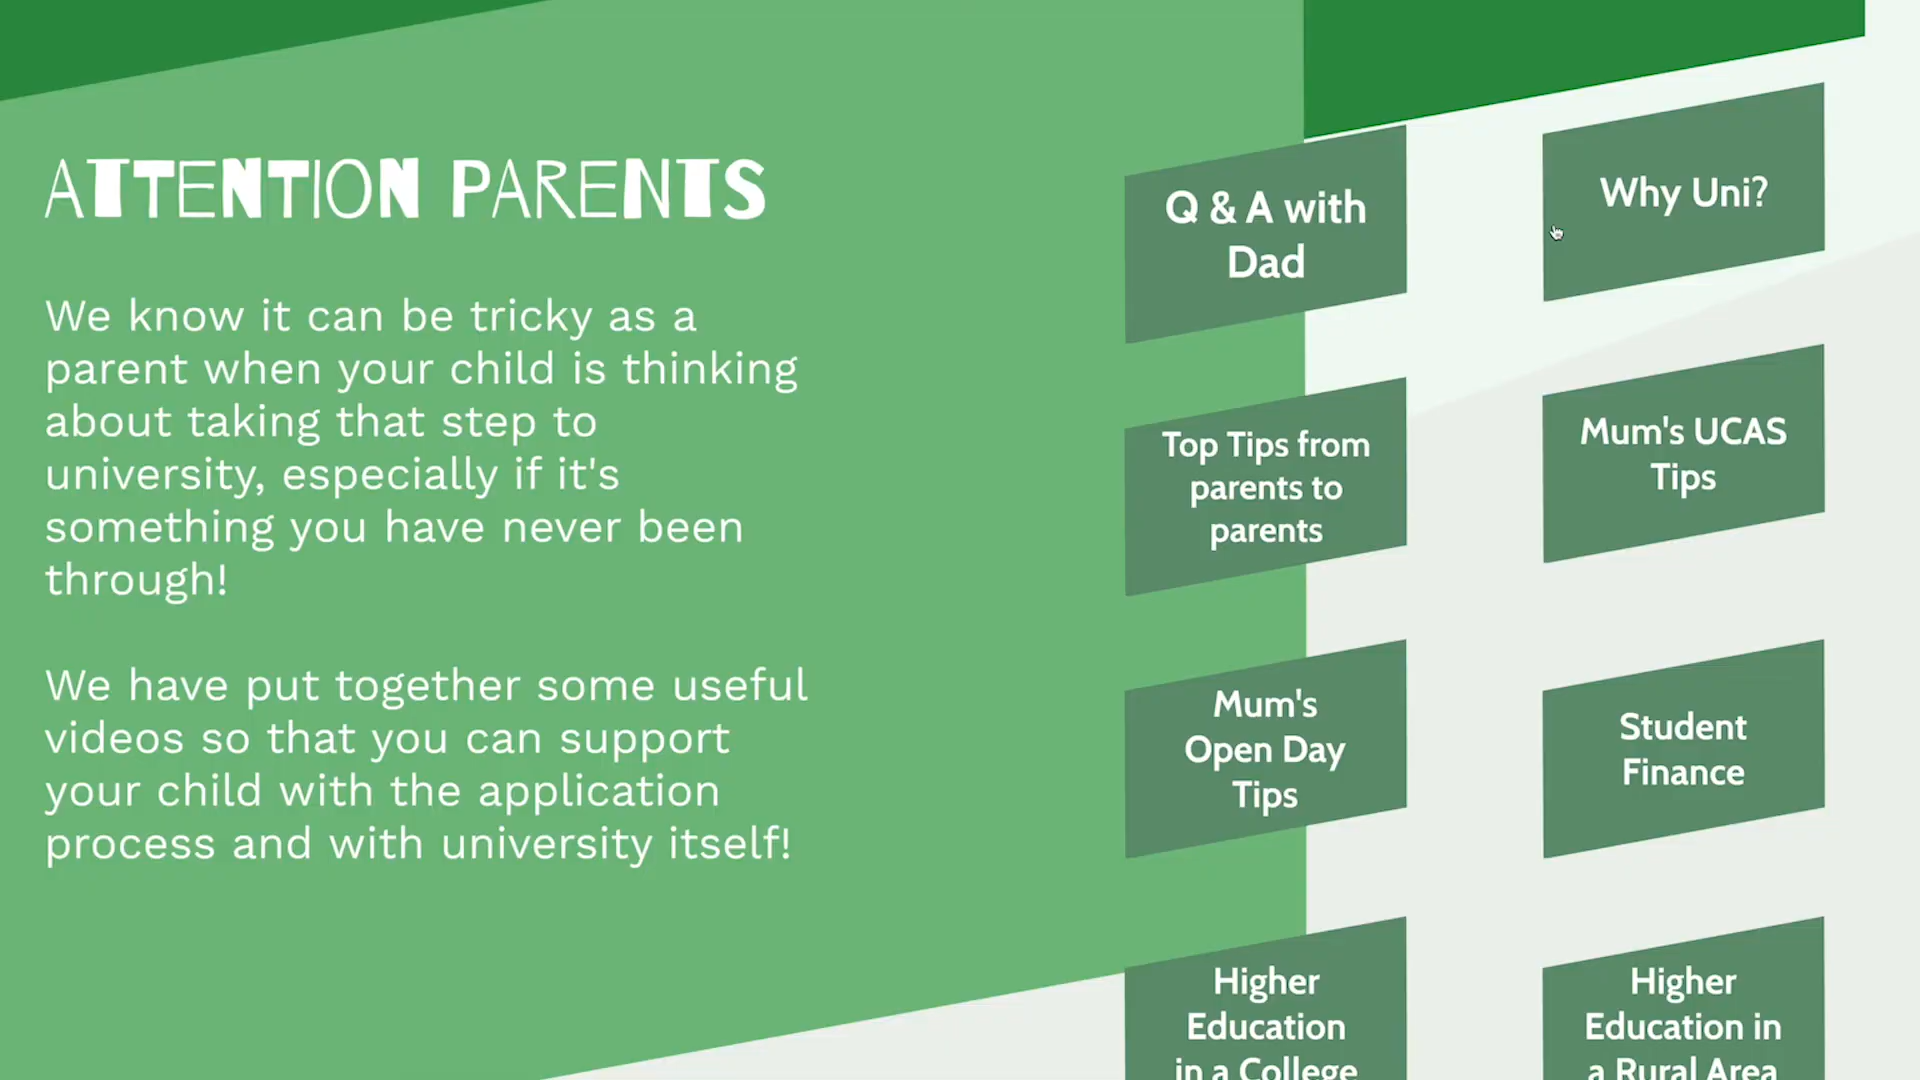 ATTENTION PARENTS
We know it can be tricky as a
parent when your child is thinking
about taking that step to
university, especially if it's
something you have never been
through!
We have put together some useful
videos so that you can support
your child with the application
process and with university itself!
Q & A with
Dad
Why Uni?
Top Tips from
parents to
parents
Mum's UCAS
Tips
Mum's
Open Day
Tips
Student
Finance
Higher
Education
in a College
Higher
Education in
a Rural Area